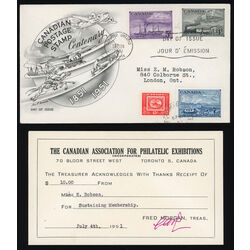 CANADIAN
POSTAGE
STAMP
Centenary
1851 - 1951
DAY OF ISSUE
DAY OF ISSUE
JOUR D'ÉMISSION
Miss E. M. Robson,
840 Colborne St.,
London, Ont.
THE CANADIAN ASSOCIATION FOR PHILATELIC EXHIBITIONS
INCORPORATED
70 BLOOR STREET WEST TORONTO 5, CANADA
THE TREASURER ACKNOWLEDGES WITH THANKS RECEIPT OF
$ 10.00
FROM
Miss E. Robson,
FOR Sustaining Membership.
FRED MORGAN, TREAS.
July 4th, 1951